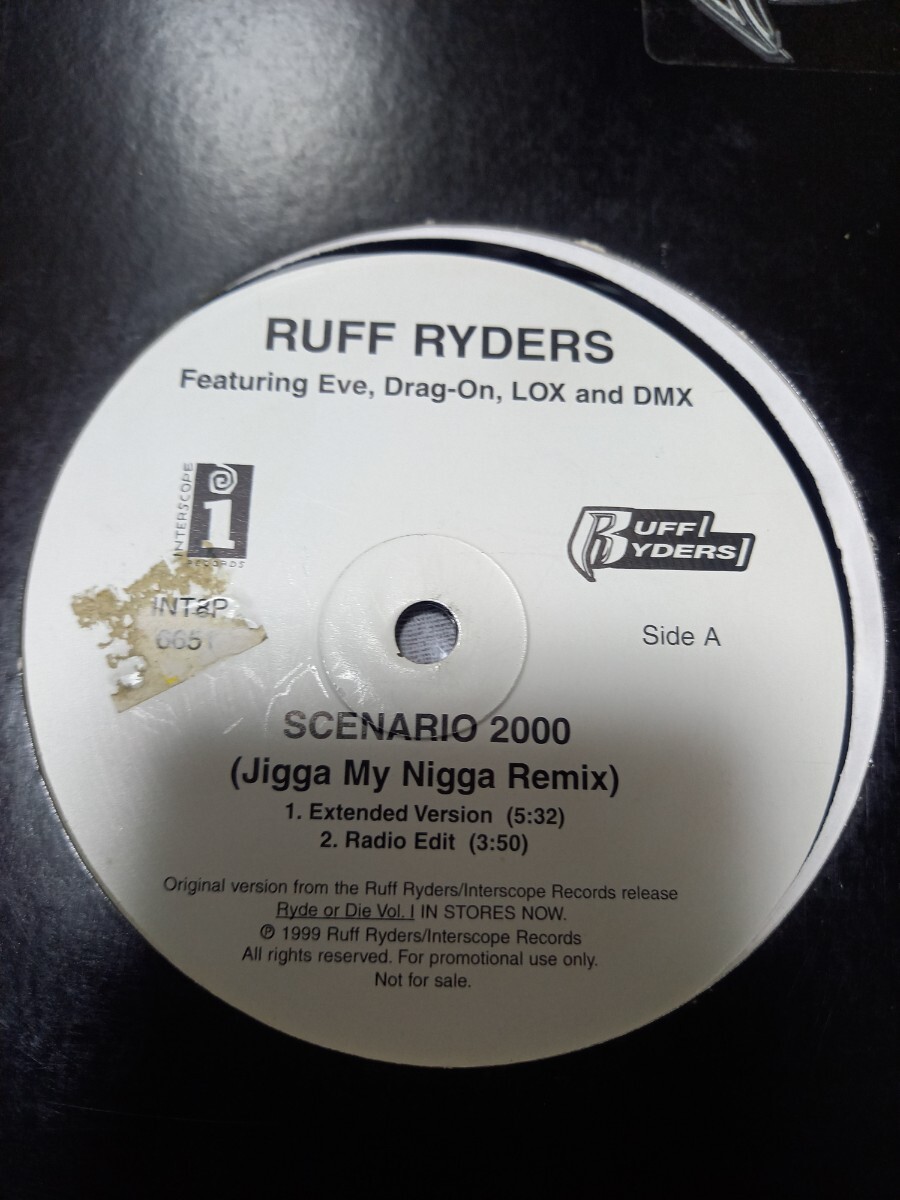 RUFF RYDERS
Featuring Eve, Drag-On, LOX and DMX
INTERSCOPE
RECORDS
RUFF
RYDERS
INT8P
Side A
SCENARIO 2000
(Jigga My Nigga Remix)
1. Extended Version (5:32)
2. Radio Edit (3:50)
Original version from the Ruff Ryders/Interscope Records release
Ryde or Die Vol. I IN STORES NOW.
℗ 1999 Ruff Ryders/Interscope Records
All rights reserved. For promotional use only.
Not for sale.